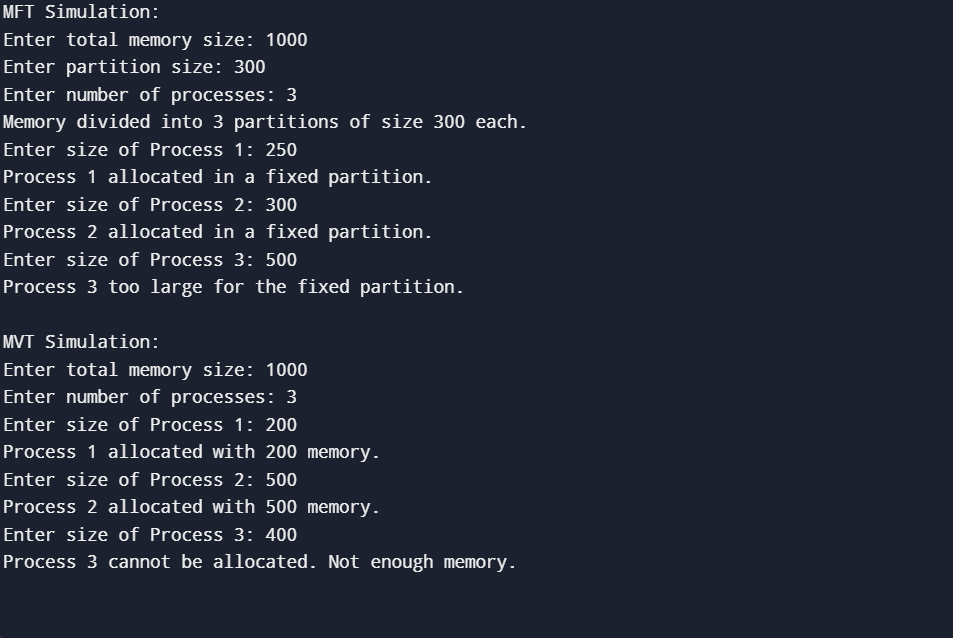 MFT Simulation:
Enter total memory size: 1000
Enter partition size: 300
Enter number of processes: 3
Memory divided into 3 partitions of size 300 each.
Enter size of Process 1: 250
Process 1 allocated in a fixed partition.
Enter size of Process 2: 300
Process 2 allocated in a fixed partition.
Enter size of Process 3: 500
Process 3 too large for the fixed partition.

MVT Simulation:
Enter total memory size: 1000
Enter number of processes: 3
Enter size of Process 1: 200
Process 1 allocated with 200 memory.
Enter size of Process 2: 500
Process 2 allocated with 500 memory.
Enter size of Process 3: 400
Process 3 cannot be allocated. Not enough memory.